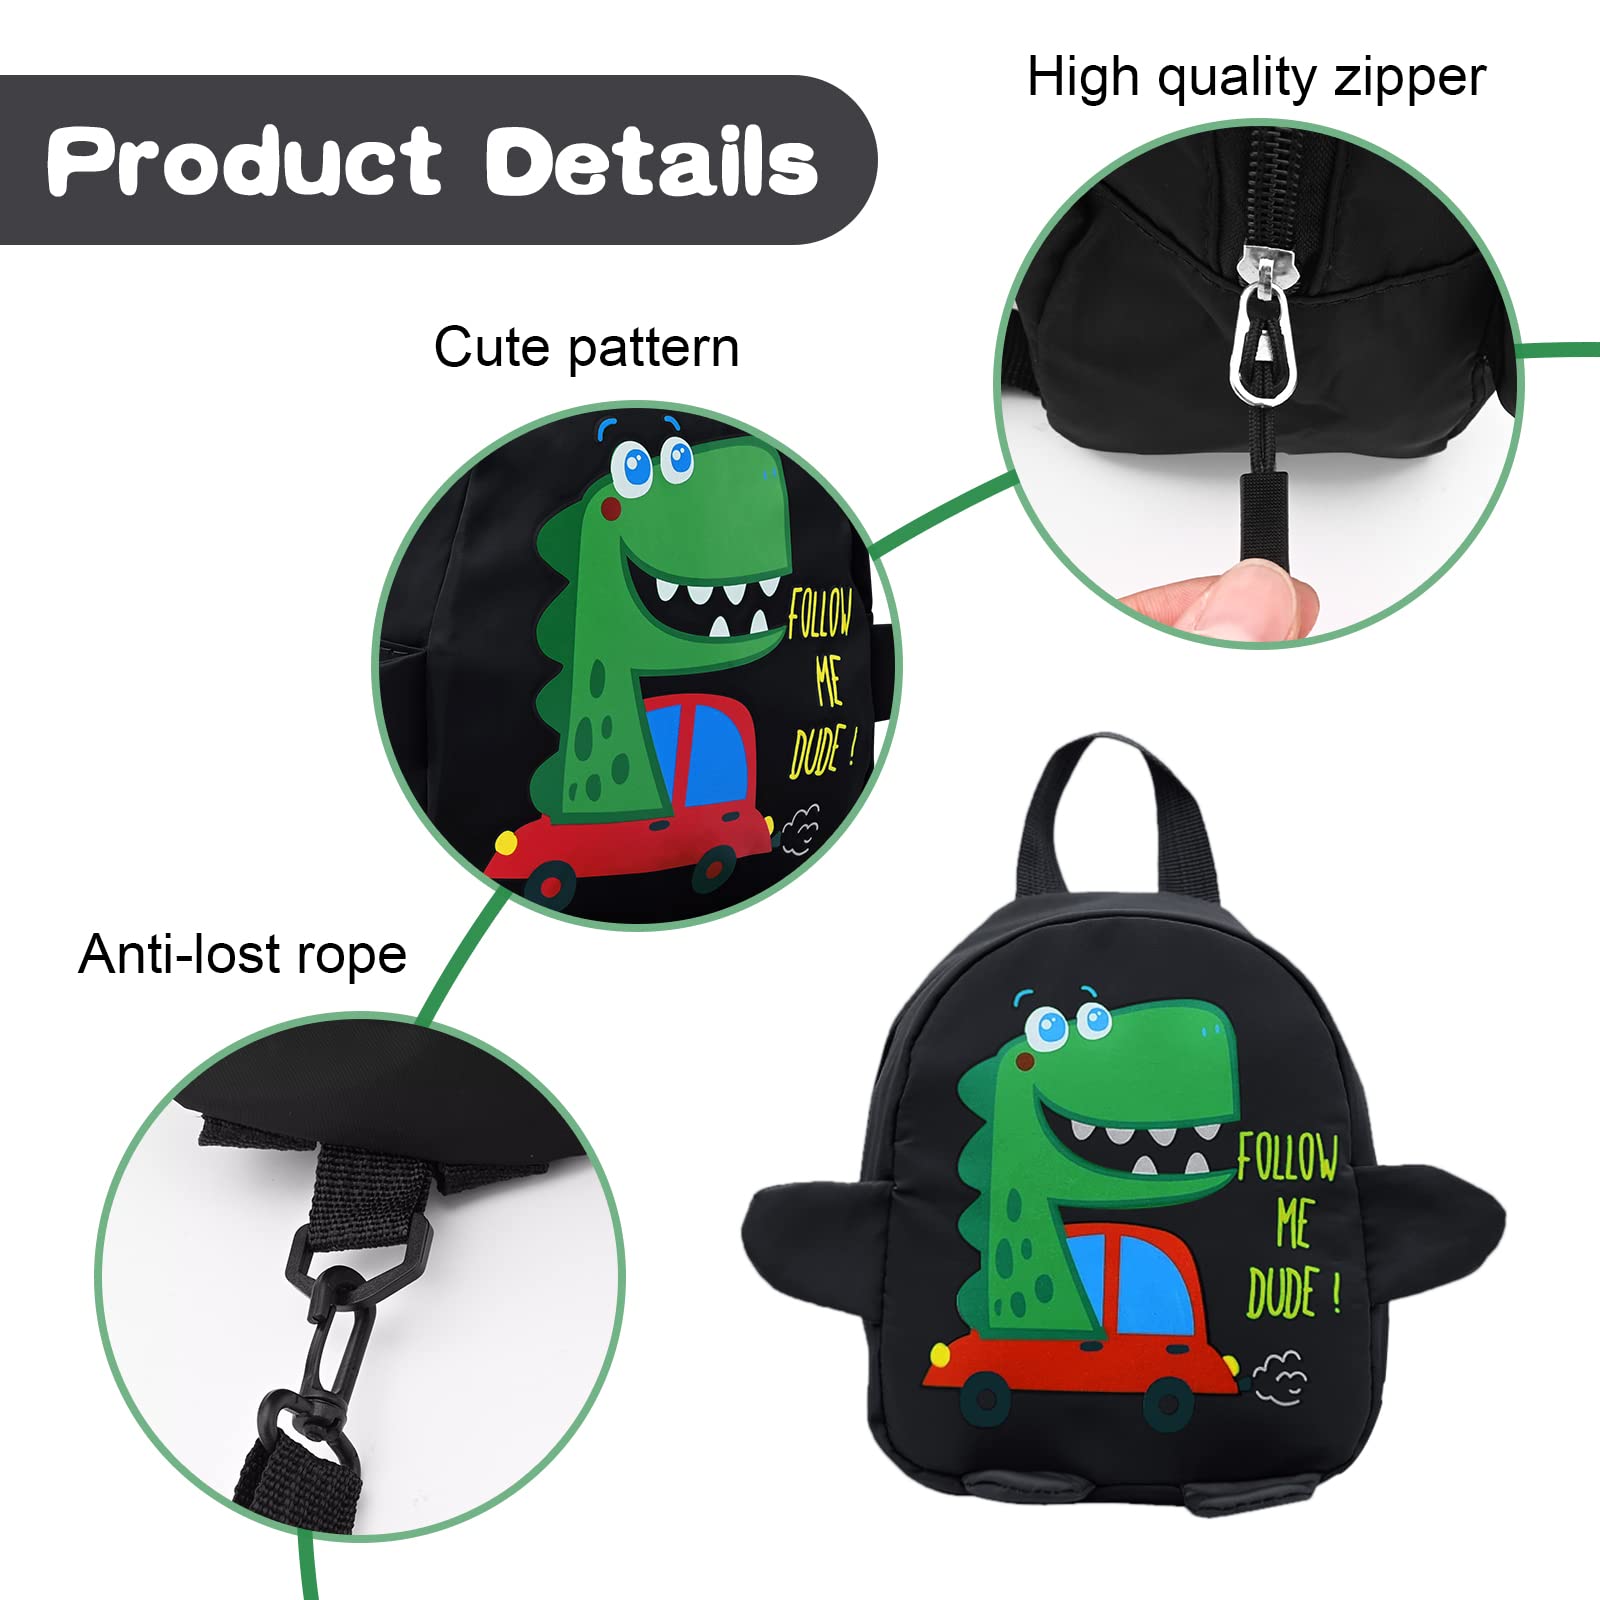 Product Details
High quality zipper
Cute pattern
FOLLOW
ME
DUDE !
Anti-lost rope
FOLLOW
ME
DUDE !